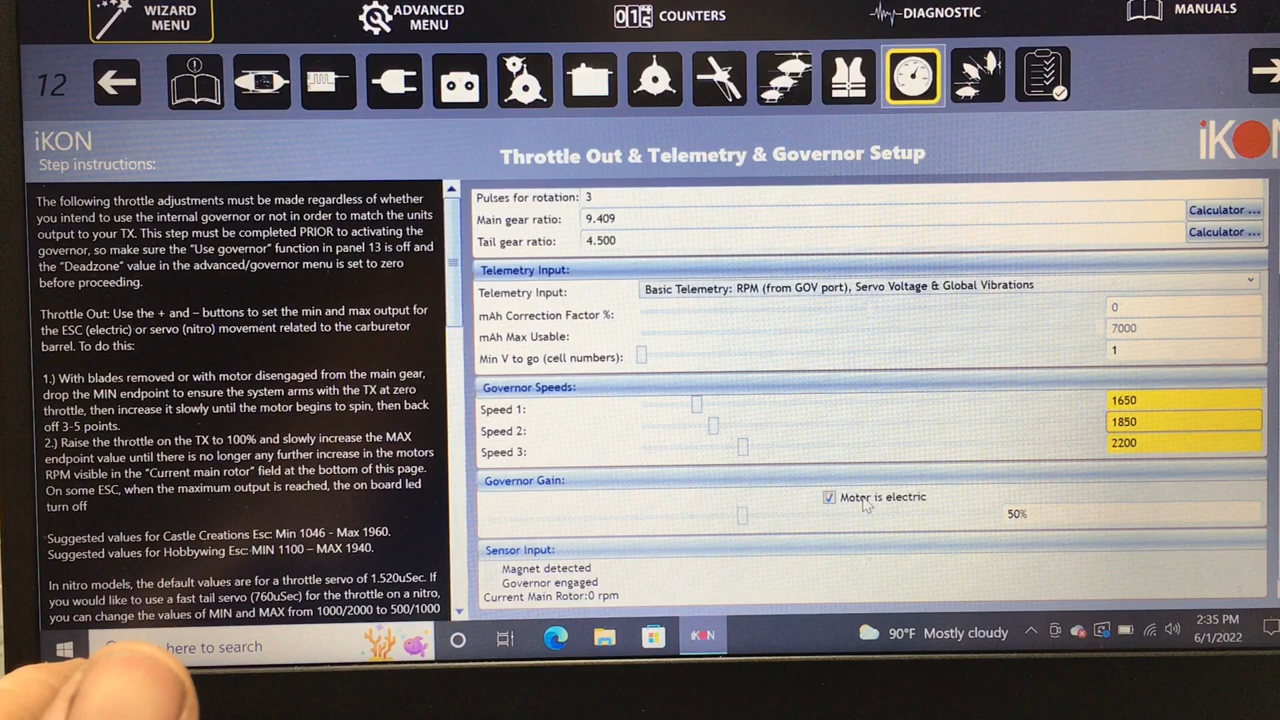 WIZARD
MENU
ADVANCED
MENU
COUNTERS
DIAGNOSTIC
MANUALS
12
iKON
Step instructions:
Throttle Out & Telemetry & Governor Setup
The following throttle adjustments must be made regardless of whether
you intend to use the internal governor or not in order to match the units
output to your TX. This step must be completed PRIOR to activating the
governor, so make sure the "Use governor" function in panel 13 is off and
the "Deadzone" value in the advanced/governor menu is set to zero
before proceeding.
Throttle Out: Use the + and – buttons to set the min and max output for
the ESC (electric) or servo (nitro) movement related to the carburetor
barrel. To do this:
1.) With blades removed or with motor disengaged from the main gear,
drop the MIN endpoint to ensure the system arms with the TX at zero
throttle, then increase it slowly until the motor begins to spin, then back
off 3-5 points.
2.) Raise the throttle on the TX to 100% and slowly increase the MAX
endpoint value until there is no longer any further increase in the motors
RPM visible in the "Current main rotor" field at the bottom of this page.
On some ESC, when the maximum output is reached, the on board led
turn off
Suggested values for Castle Creations Esc: Min 1046 - Max 1960.
Suggested values for Hobbywing Esc: MIN 1100 – MAX 1940.
In nitro models, the default values are for a throttle servo of 1.520uSec. If
you would like to use a fast tail servo (760uSec) for the throttle on a nitro,
you can change the values of MIN and MAX from 1000/2000 to 500/1000
Pulses for rotation: 3
Main gear ratio: 9.409 Calculator ...
Tail gear ratio: 4.500 Calculator ...
Telemetry Input:
Telemetry Input: Basic Telemetry: RPM (from GOV port), Servo Voltage & Global Vibrations
mAh Correction Factor %: 0
mAh Max Usable: 7000
Min V to go (cell numbers): 1
Governor Speeds:
Speed 1: 1650
Speed 2: 1850
Speed 3: 2200
Governor Gain:
Motor is electric
50%
Sensor Input:
Magnet detected
Governor engaged
Current Main Rotor:0 rpm
here to search
iKON
90°F Mostly cloudy
2:35 PM
6/1/2022